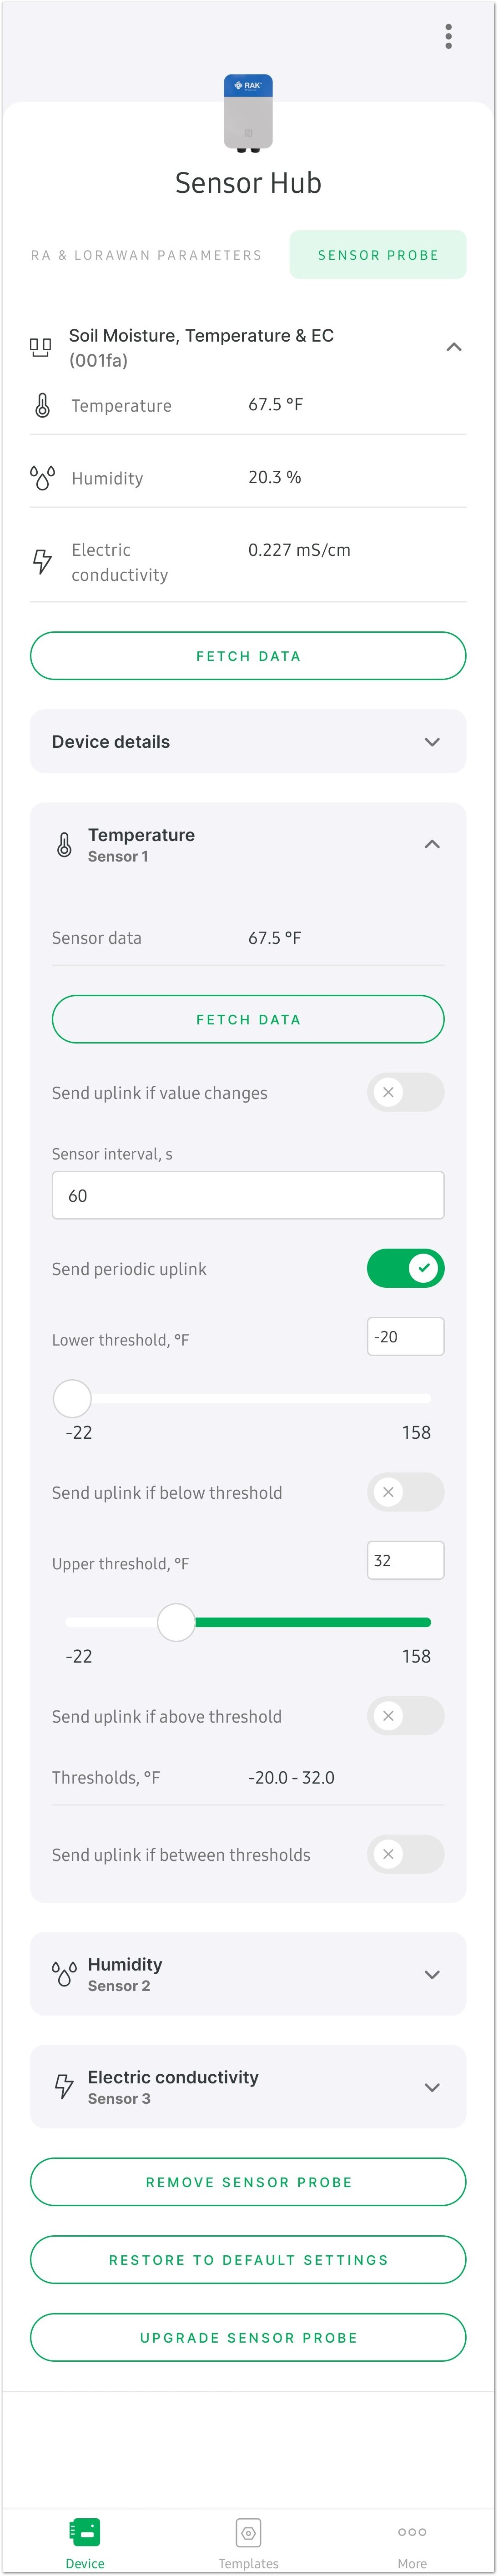 RAK
Sensor Hub
RA & LORAWAN PARAMETERS
SENSOR PROBE
Soil Moisture, Temperature & EC
(001fa)
Temperature 67.5 °F
Humidity 20.3 %
Electric 0.227 mS/cm
conductivity
FETCH DATA
Device details
Temperature
Sensor 1
Sensor data 67.5 °F
FETCH DATA
Send uplink if value changes
Sensor interval, s
60
Send periodic uplink
Lower threshold, °F -20
-22 158
Send uplink if below threshold
Upper threshold, °F 32
-22 158
Send uplink if above threshold
Thresholds, °F -20.0 - 32.0
Send uplink if between thresholds
Humidity
Sensor 2
Electric conductivity
Sensor 3
REMOVE SENSOR PROBE
RESTORE TO DEFAULT SETTINGS
UPGRADE SENSOR PROBE
Device Templates More